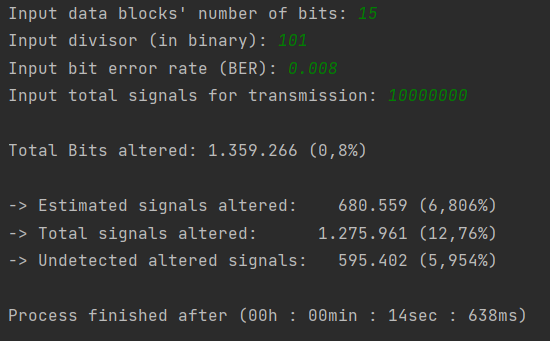 Input data blocks' number of bits: 15
Input divisor (in binary): 101
Input bit error rate (BER): 0.008
Input total signals for transmission: 10000000
Total Bits altered: 1.359.266 (0,8%)
-> Estimated signals altered: 680.559 (6,806%)
-> Total signals altered: 1.275.961 (12,76%)
-> Undetected altered signals: 595.402 (5,954%)
Process finished after (00h : 00min : 14sec : 638ms)